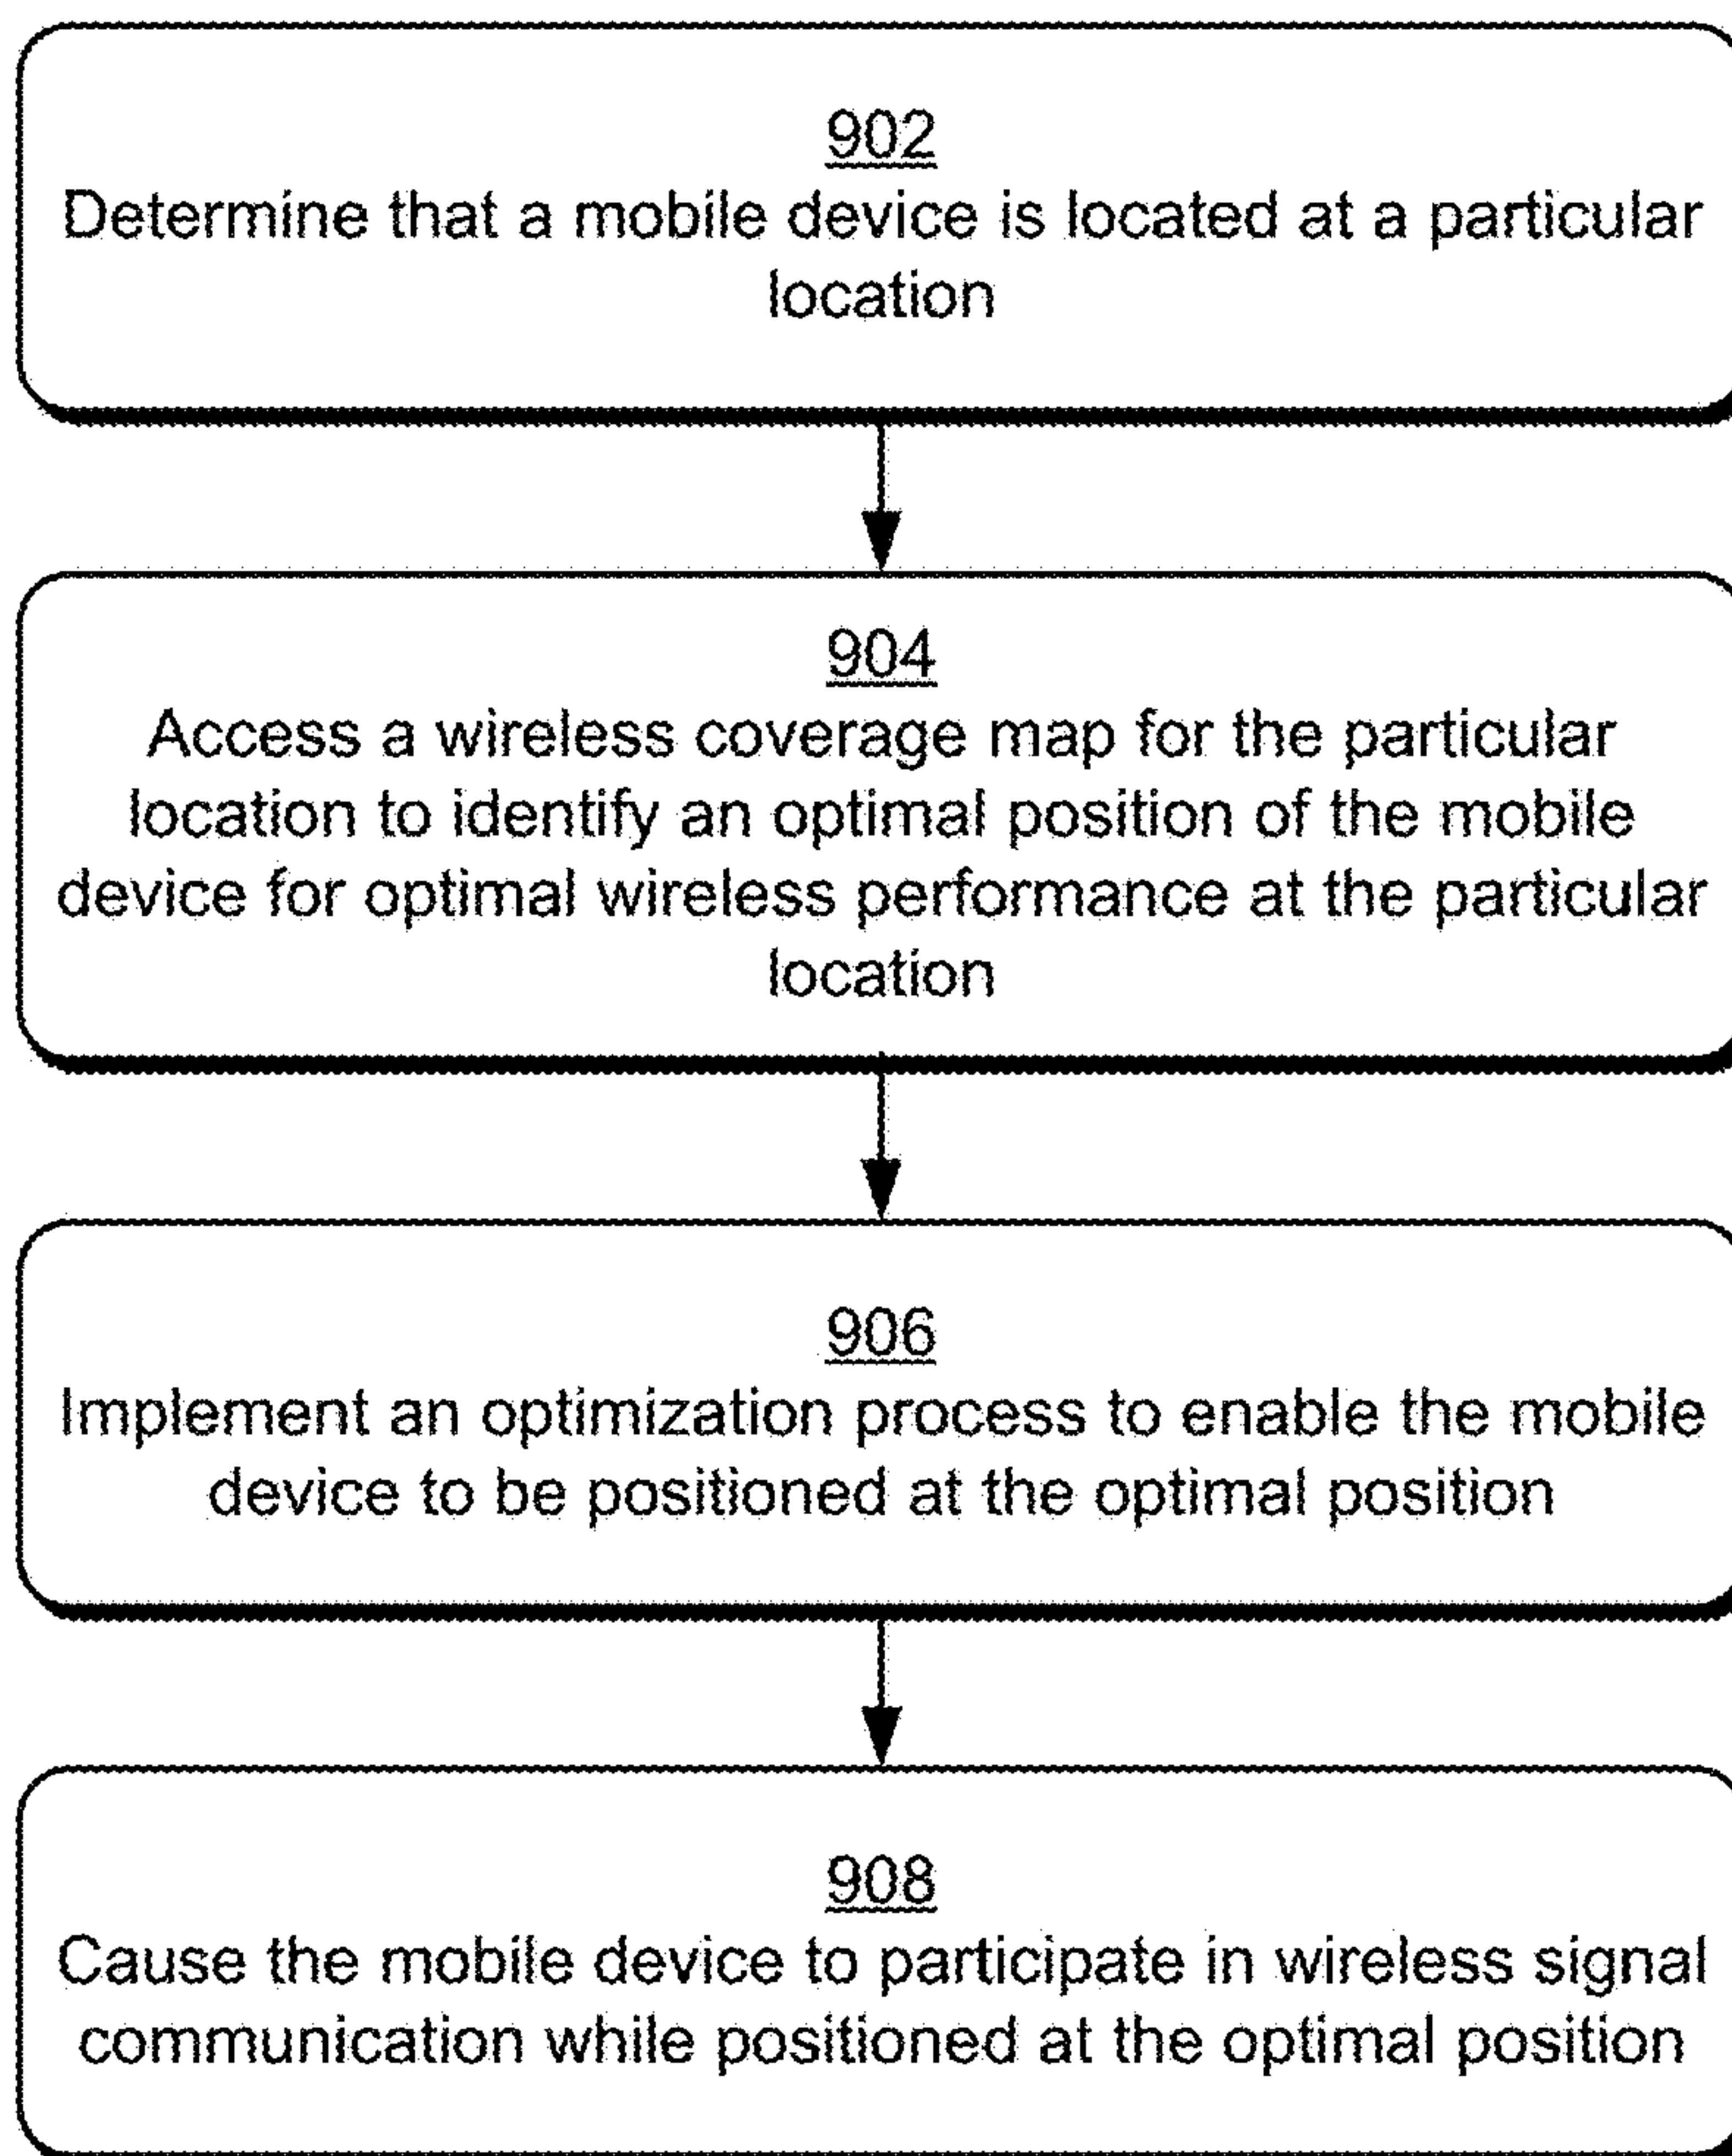 902
Determine that a mobile device is located at a particular
location
904
Access a wireless coverage map for the particular
location to identify an optimal position of the mobile
device for optimal wireless performance at the particular
location
906
Implement an optimization process to enable the mobile
device to be positioned at the optimal position
908
Cause the mobile device to participate in wireless signal
communication while positioned at the optimal position